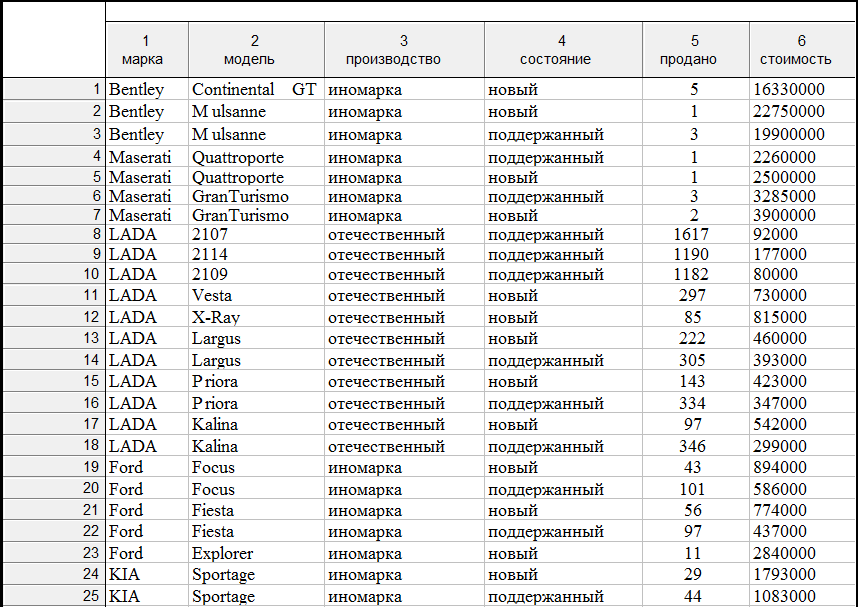 1 2 3 4 5 6
марка модель производство состояние продано стоимость
1 Bentley Continental GT иномарка новый 5 16330000
2 Bentley Mulsanne иномарка новый 1 22750000
3 Bentley Mulsanne иномарка поддержанный 3 19900000
4 Maserati Quattroporte иномарка поддержанный 1 2260000
5 Maserati Quattroporte иномарка новый 1 2500000
6 Maserati GranTurismo иномарка поддержанный 3 3285000
7 Maserati GranTurismo иномарка новый 2 3900000
8 LADA 2107 отечественный поддержанный 1617 92000
9 LADA 2114 отечественный поддержанный 1190 177000
10 LADA 2109 отечественный поддержанный 1182 80000
11 LADA Vesta отечественный новый 297 730000
12 LADA X-Ray отечественный новый 85 815000
13 LADA Largus отечественный новый 222 460000
14 LADA Largus отечественный поддержанный 305 393000
15 LADA Priora отечественный новый 143 423000
16 LADA Priora отечественный поддержанный 334 347000
17 LADA Kalina отечественный новый 97 542000
18 LADA Kalina отечественный поддержанный 346 299000
19 Ford Focus иномарка новый 43 894000
20 Ford Focus иномарка поддержанный 101 586000
21 Ford Fiesta иномарка новый 56 774000
22 Ford Fiesta иномарка поддержанный 97 437000
23 Ford Explorer иномарка новый 11 2840000
24 KIA Sportage иномарка новый 29 1793000
25 KIA Sportage иномарка поддержанный 44 1083000